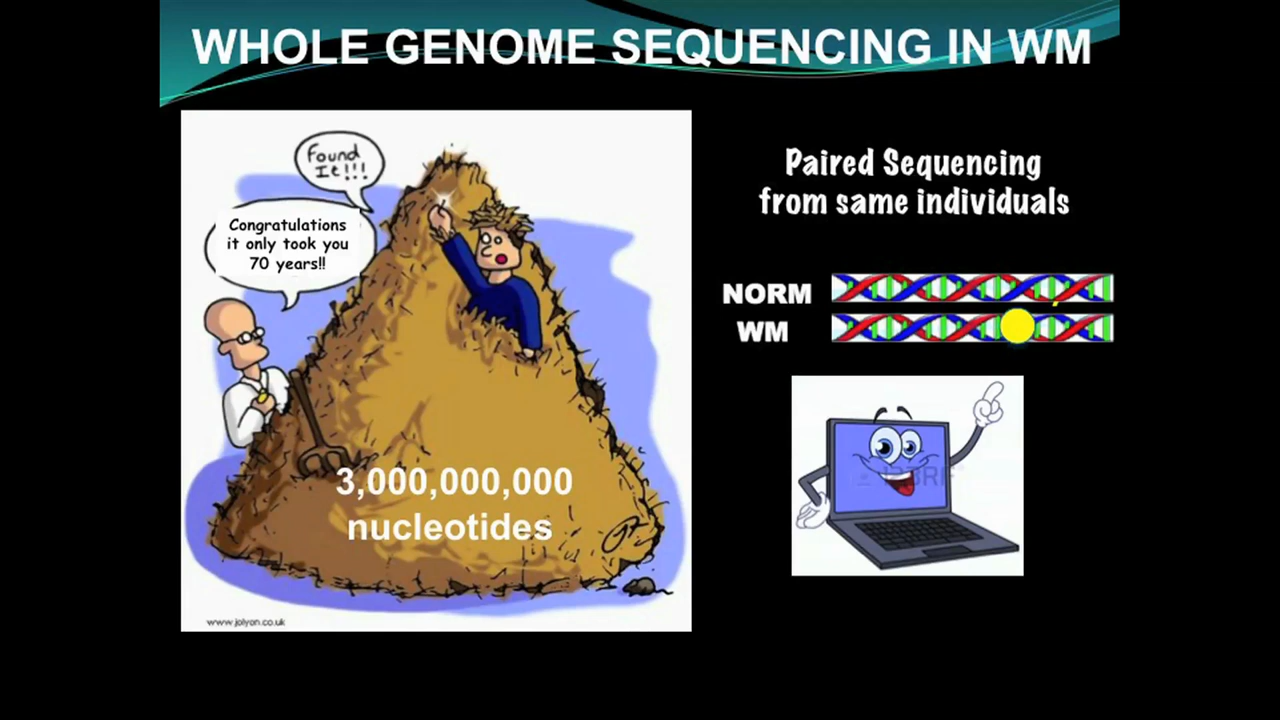 WHOLE GENOME SEQUENCING IN WM
Found
It!!!
Congratulations
it only took you
70 years!!
3,000,000,000
nucleotides
www.jolyon.co.uk
Paired Sequencing
from same individuals
NORM
WM